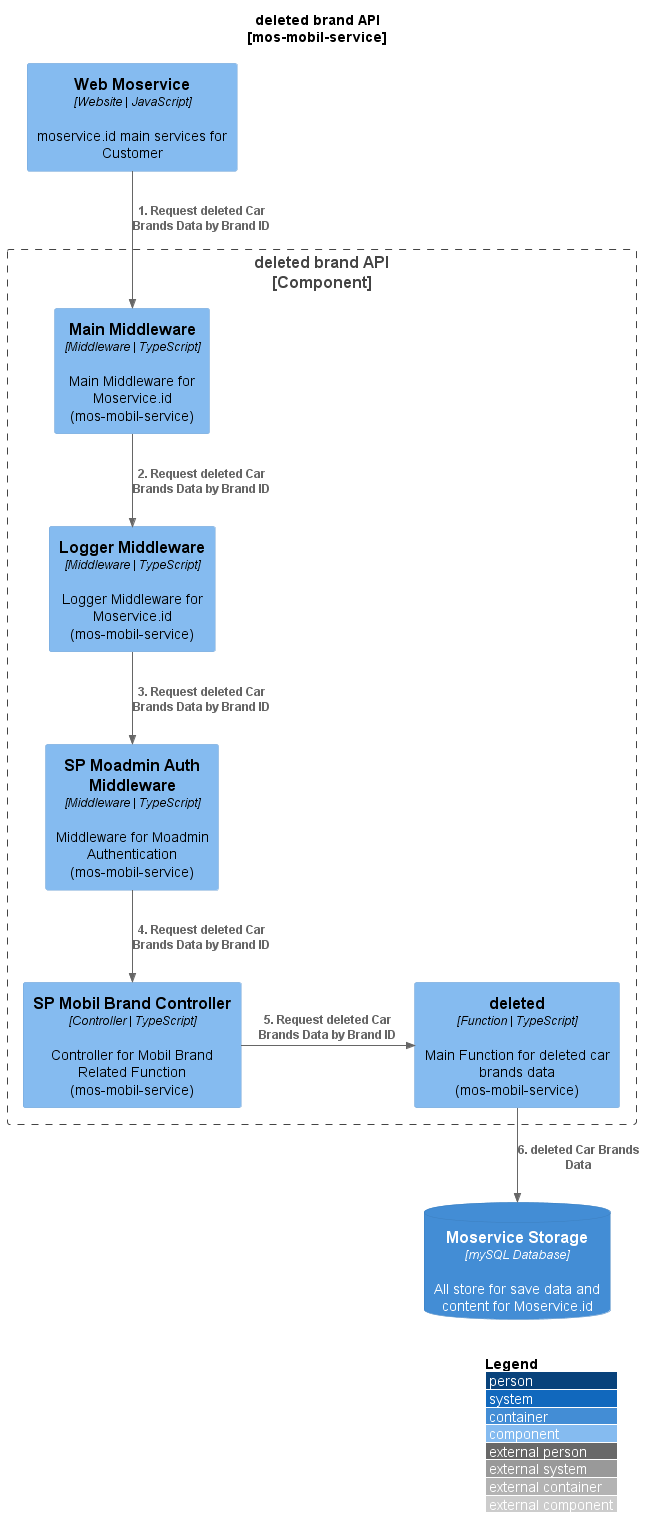 deleted brand API
[mos-mobil-service]
Web Moservice
[Website | JavaScript]
moservice.id main services for
Customer
1. Request deleted Car
Brands Data by Brand ID
deleted brand API
[Component]
Main Middleware
[Middleware | TypeScript]
Main Middleware for
Moservice.id
(mos-mobil-service)
2. Request deleted Car
Brands Data by Brand ID
Logger Middleware
[Middleware | TypeScript]
Logger Middleware for
Moservice.id
(mos-mobil-service)
3. Request deleted Car
Brands Data by Brand ID
SP Moadmin Auth
Middleware
[Middleware | TypeScript]
Middleware for Moadmin
Authentication
(mos-mobil-service)
4. Request deleted Car
Brands Data by Brand ID
SP Mobil Brand Controller
[Controller | TypeScript]
Controller for Mobil Brand
Related Function
(mos-mobil-service)
5. Request deleted Car
Brands Data by Brand ID
deleted
[Function | TypeScript]
Main Function for deleted car
brands data
(mos-mobil-service)
6. deleted Car Brands
Data
Moservice Storage
[mySQL Database]
All store for save data and
content for Moservice.id
Legend
person
system
container
component
external person
external system
external container
external component